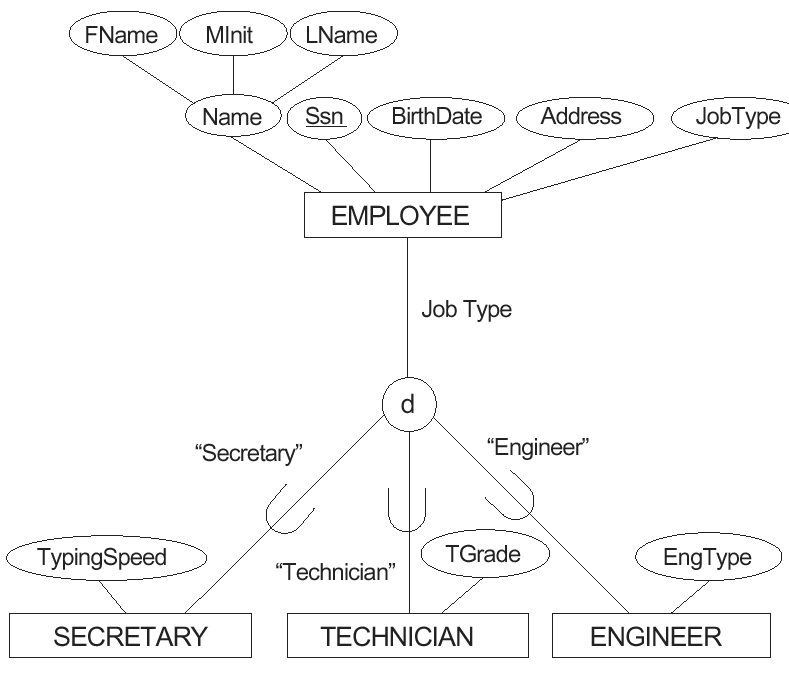 FName
MInit
LName
Name
Ssn
BirthDate
Address
JobType
EMPLOYEE
Job Type
d
“Secretary”
“Engineer”
“Technician”
TypingSpeed
TGrade
EngType
SECRETARY
TECHNICIAN
ENGINEER